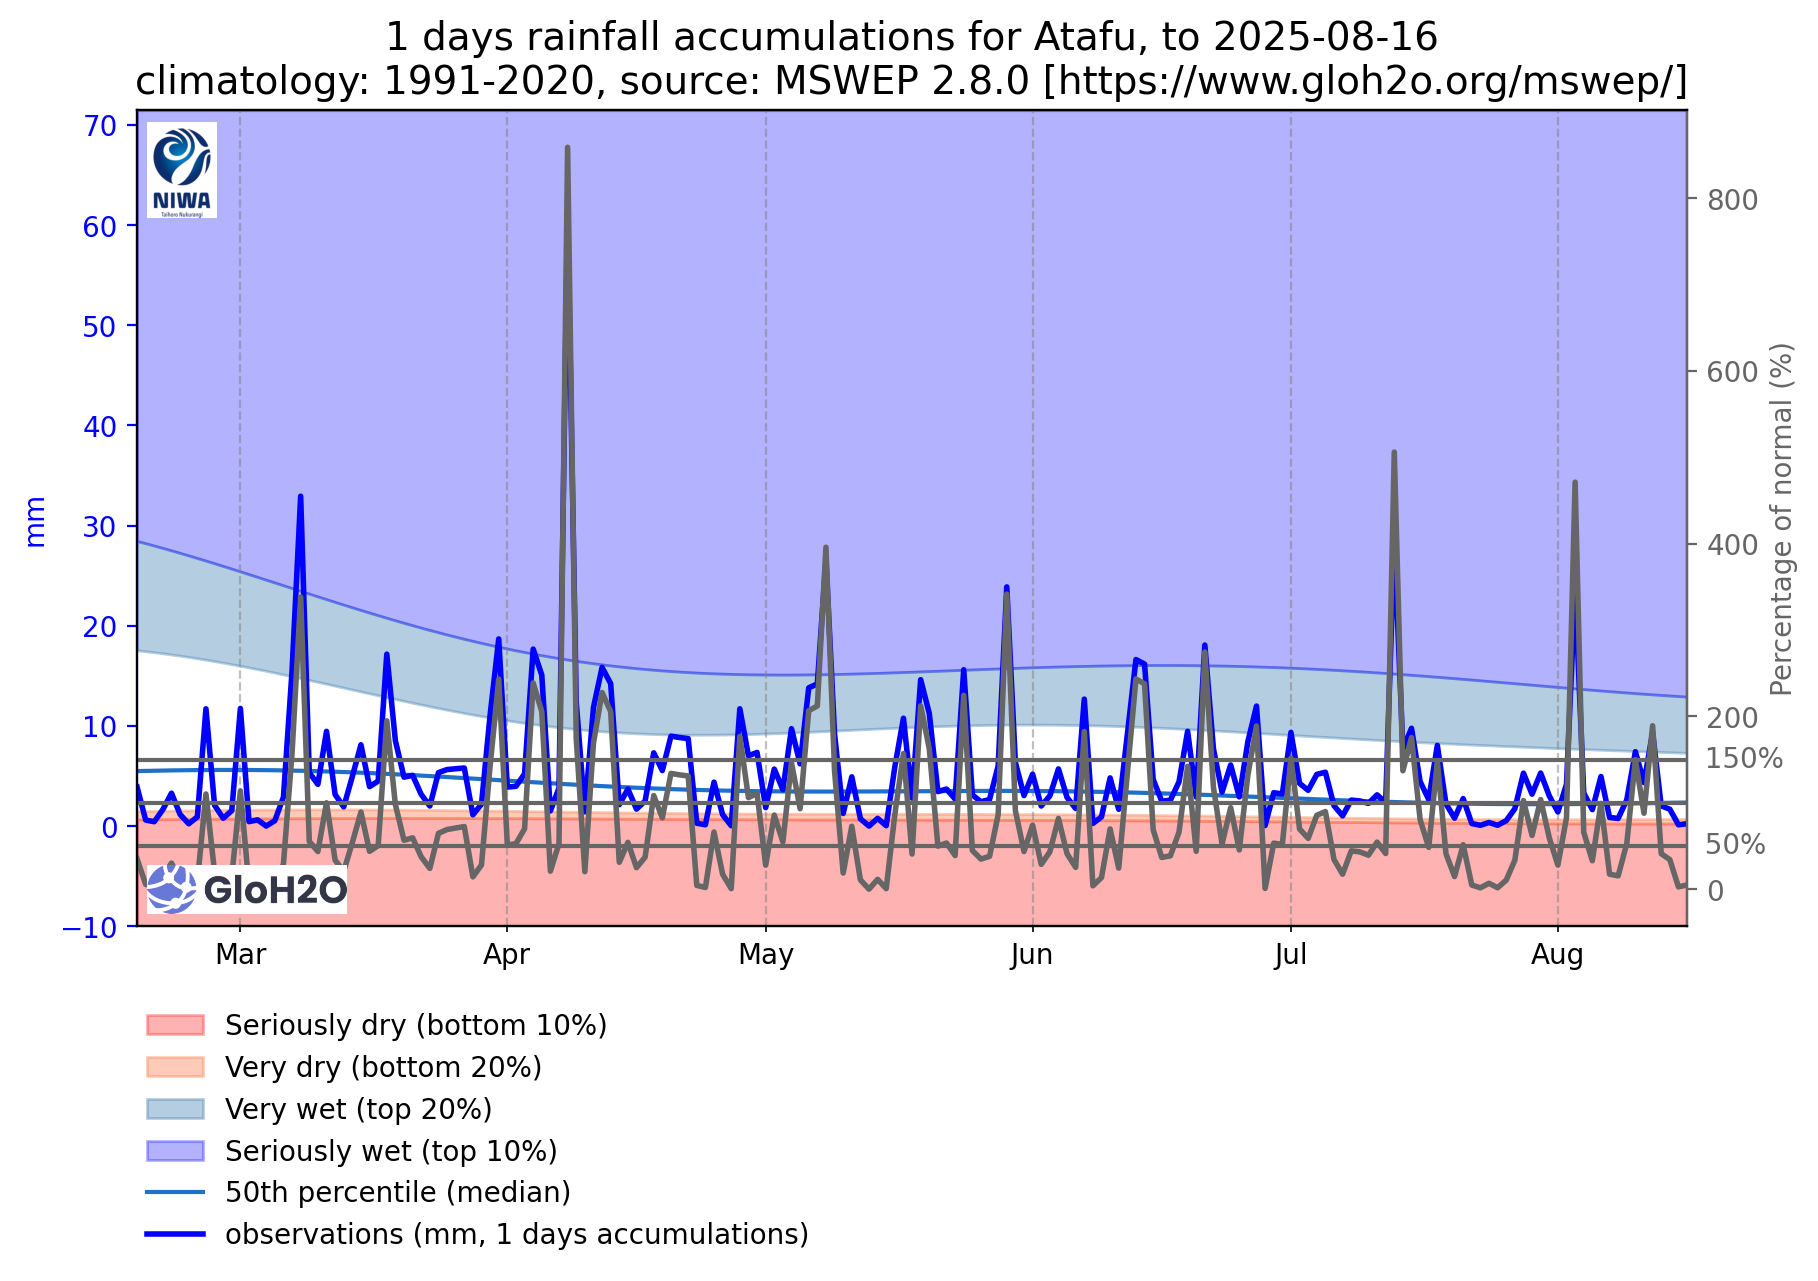 1 days rainfall accumulations for Atafu, to 2025-08-16
climatology: 1991-2020, source: MSWEP 2.8.0 [https://www.gloh2o.org/mswep/]
70
60
50
40
30
20
10
0
−10
mm
NIWA
Taihoro Nukurangi
GloH2O
800
600
400
200
150%
50%
0
Percentage of normal (%)
Mar
Apr
May
Jun
Jul
Aug
Seriously dry (bottom 10%)
Very dry (bottom 20%)
Very wet (top 20%)
Seriously wet (top 10%)
50th percentile (median)
observations (mm, 1 days accumulations)